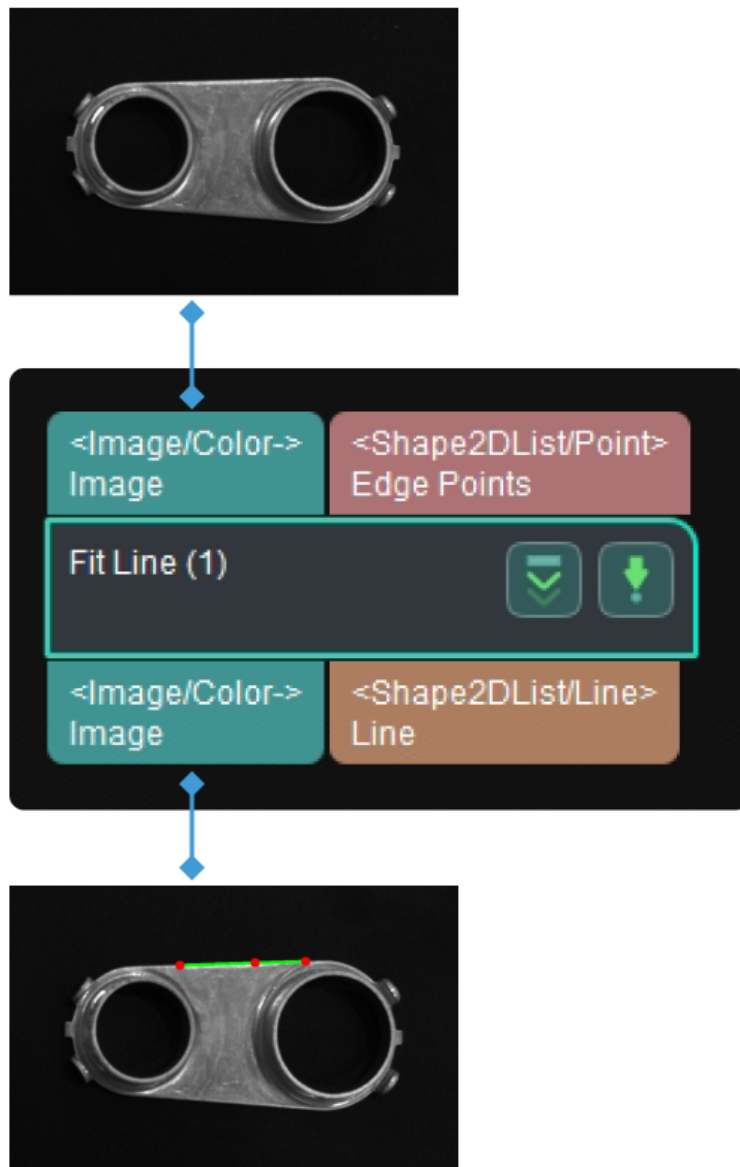 <Image/Color->
Image
<Shape2DList/Point>
Edge Points
Fit Line (1)
<Image/Color->
Image
<Shape2DList/Line>
Line